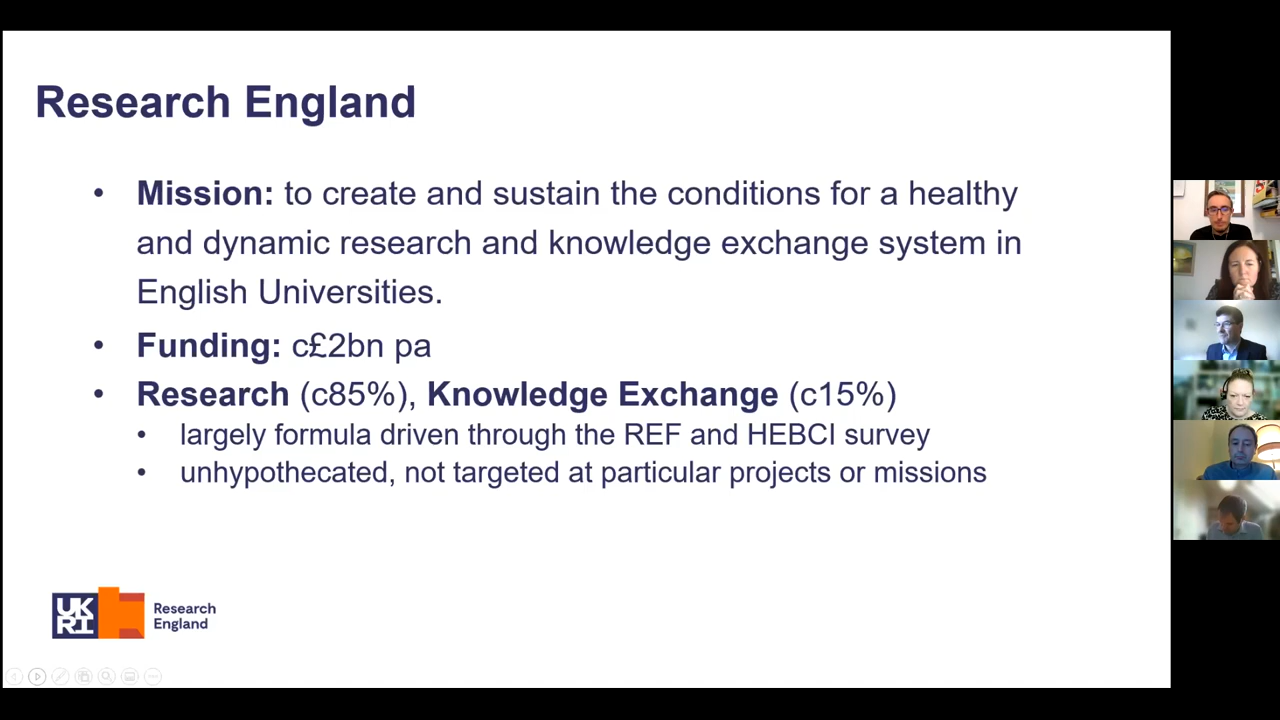 Research England
• Mission: to create and sustain the conditions for a healthy
and dynamic research and knowledge exchange system in
English Universities.
• Funding: c£2bn pa
• Research (c85%), Knowledge Exchange (c15%)
• largely formula driven through the REF and HEBCI survey
• unhypothecated, not targeted at particular projects or missions
UK
RI
Research
England